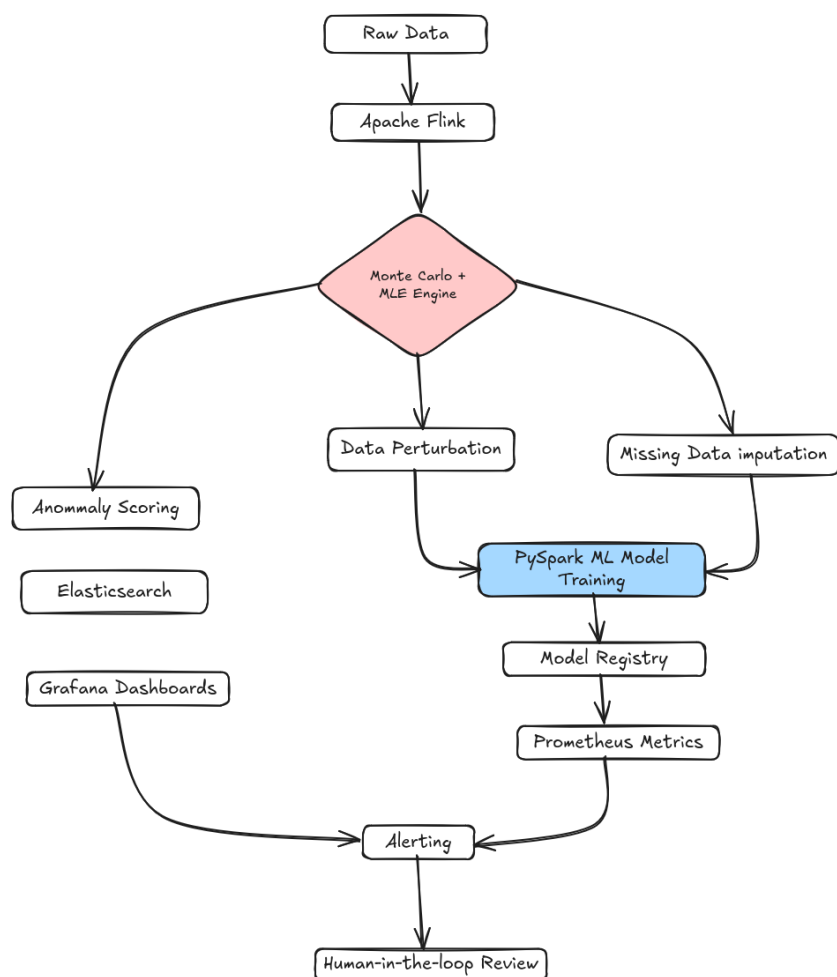 Raw Data
Apache Flink
Monte Carlo +
MLE Engine
Data Perturbation
Missing Data imputation
Anommaly Scoring
PySpark ML Model
Training
Elasticsearch
Model Registry
Grafana Dashboards
Prometheus Metrics
Alerting
Human-in-the-loop Review